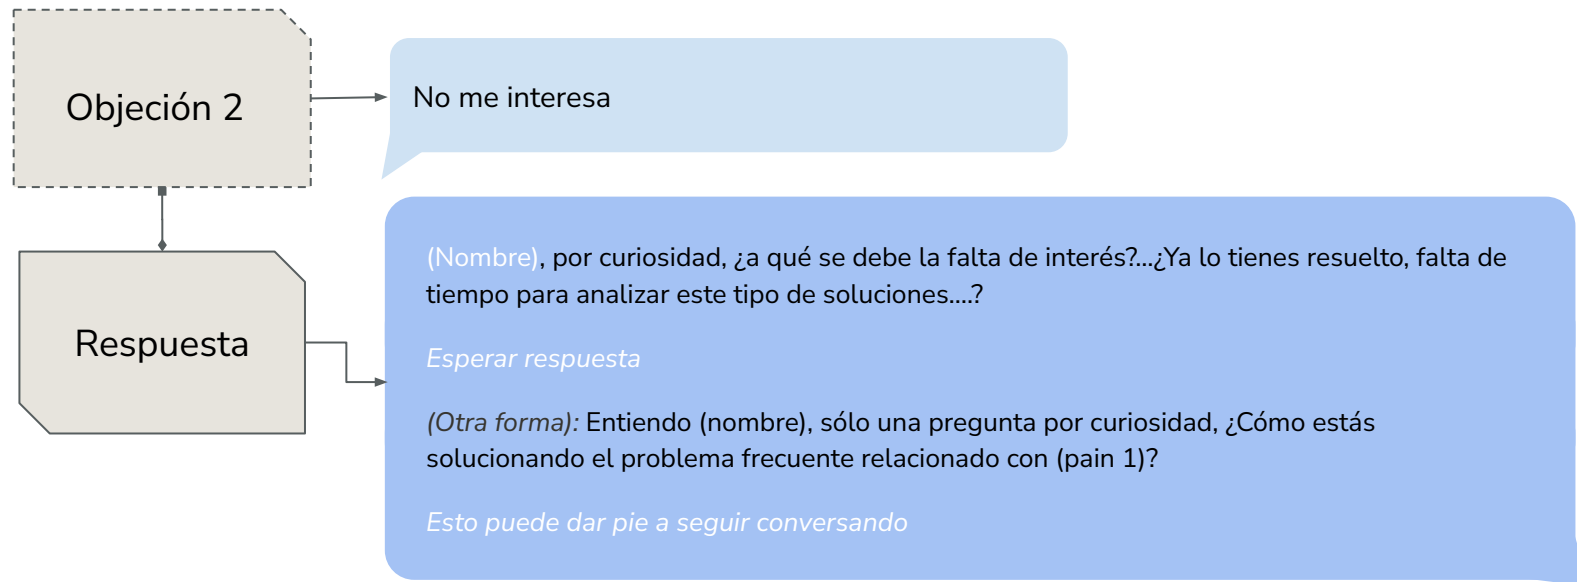 Objeción 2
No me interesa
Respuesta
(Nombre), por curiosidad, ¿a qué se debe la falta de interés?...¿Ya lo tienes resuelto, falta de
tiempo para analizar este tipo de soluciones....?
Esperar respuesta
(Otra forma): Entiendo (nombre), sólo una pregunta por curiosidad, ¿Cómo estás
solucionando el problema frecuente relacionado con (pain 1)?
Esto puede dar pie a seguir conversando